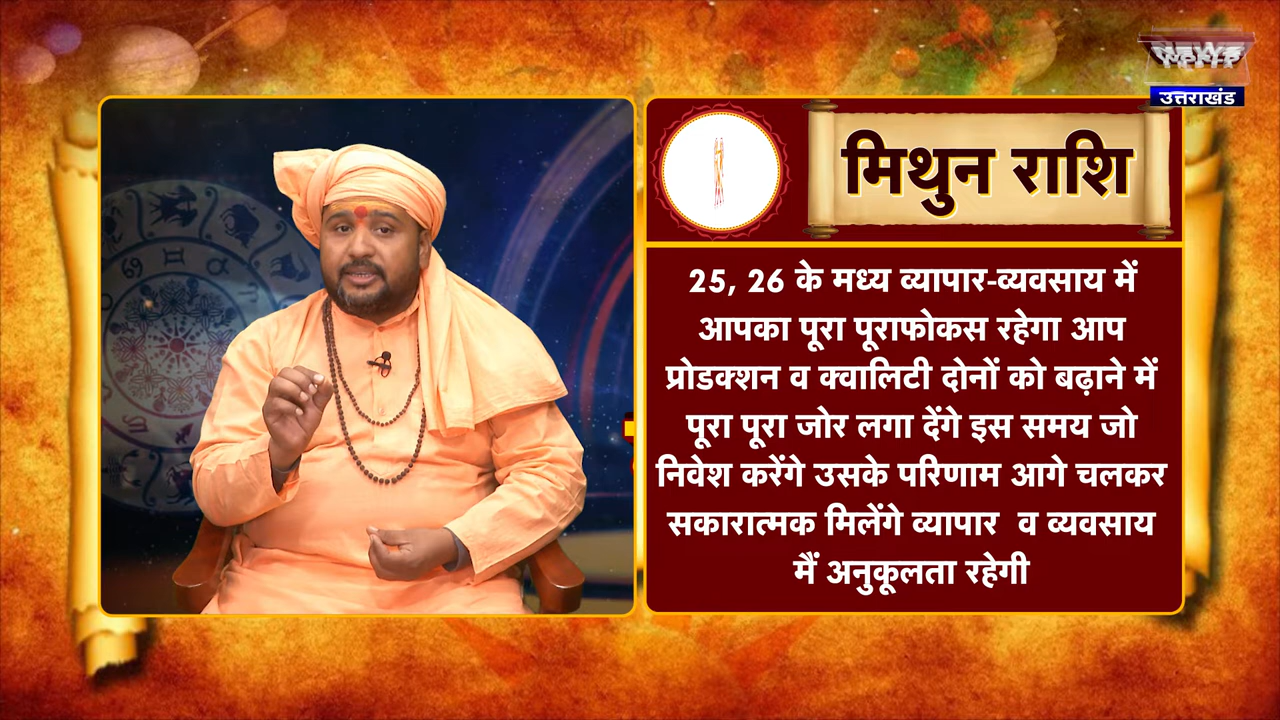 उत्तराखंड
मिथुन राशि
25, 26 के मध्य व्यापार-व्यवसाय में
आपका पूरा पूराफोकस रहेगा आप
प्रोडक्शन व क्वालिटी दोनों को बढ़ाने में
पूरा पूरा जोर लगा देंगे इस समय जो
निवेश करेंगे उसके परिणाम आगे चलकर
सकारात्मक मिलेंगे व्यापार  व व्यवसाय
मैं अनुकूलता रहेगी